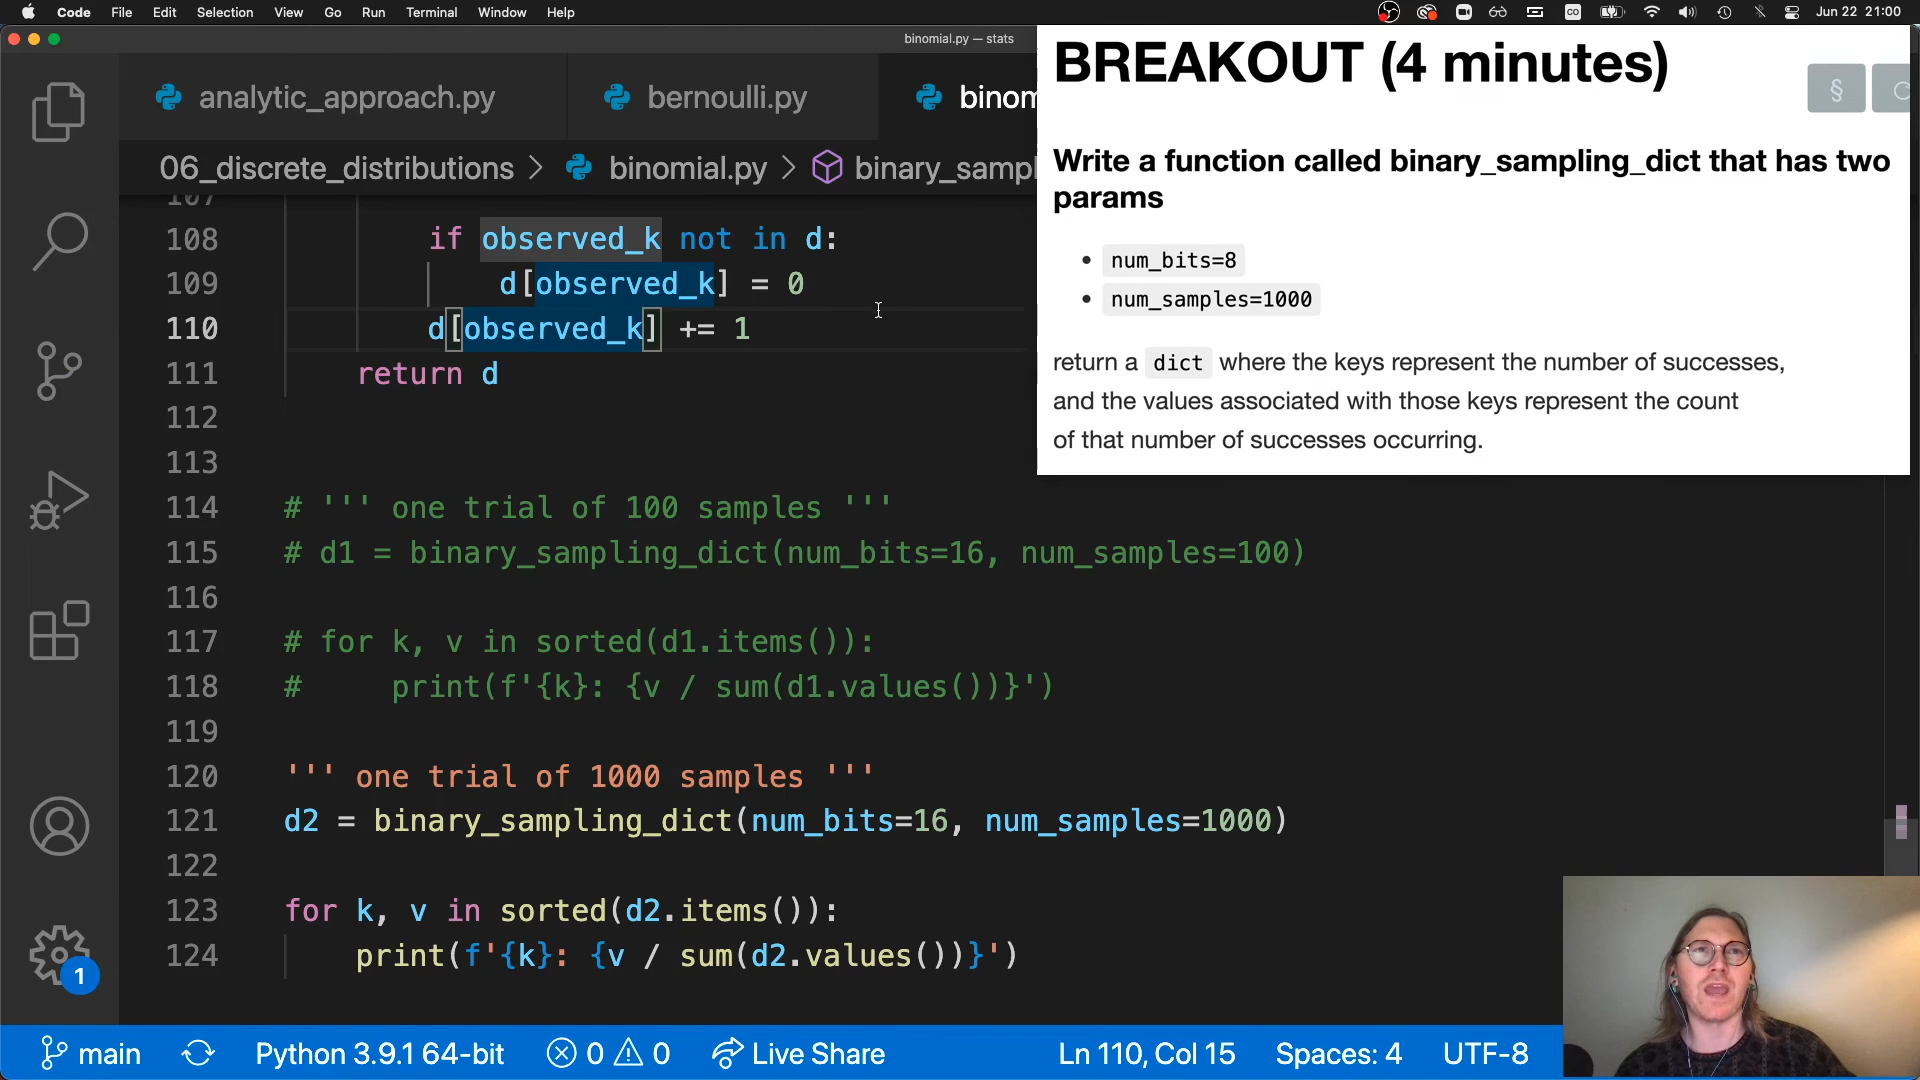 Code File Edit Selection View Go Run Terminal Window Help Jun 22 21:00
binomial.py — stats
analytic_approach.py bernoulli.py
06_discrete_distributions > binomial.py >
107
108 if observed_k not in d:
109 d[observed_k] = 0
110 d[observed_k] += 1
111 return d
112
113
114 # ''' one trial of 100 samples '''
115 # d1 = binary_sampling_dict(num_bits=16, num_samples=100)
116
117 # for k, v in sorted(d1.items()):
118 # print(f'{k}: {v / sum(d1.values())}')
119
120 ''' one trial of 1000 samples '''
121 d2 = binary_sampling_dict(num_bits=16, num_samples=1000)
122
123 for k, v in sorted(d2.items()):
124 print(f'{k}: {v / sum(d2.values())}')
BREAKOUT (4 minutes)
§
Write a function called binary_sampling_dict that has two
params
• num_bits=8
• num_samples=1000
return a dict where the keys represent the number of successes,
and the values associated with those keys represent the count
of that number of successes occurring.
1
main Python 3.9.1 64-bit 0 0 Live Share Ln 110, Col 15 Spaces: 4 UTF-8